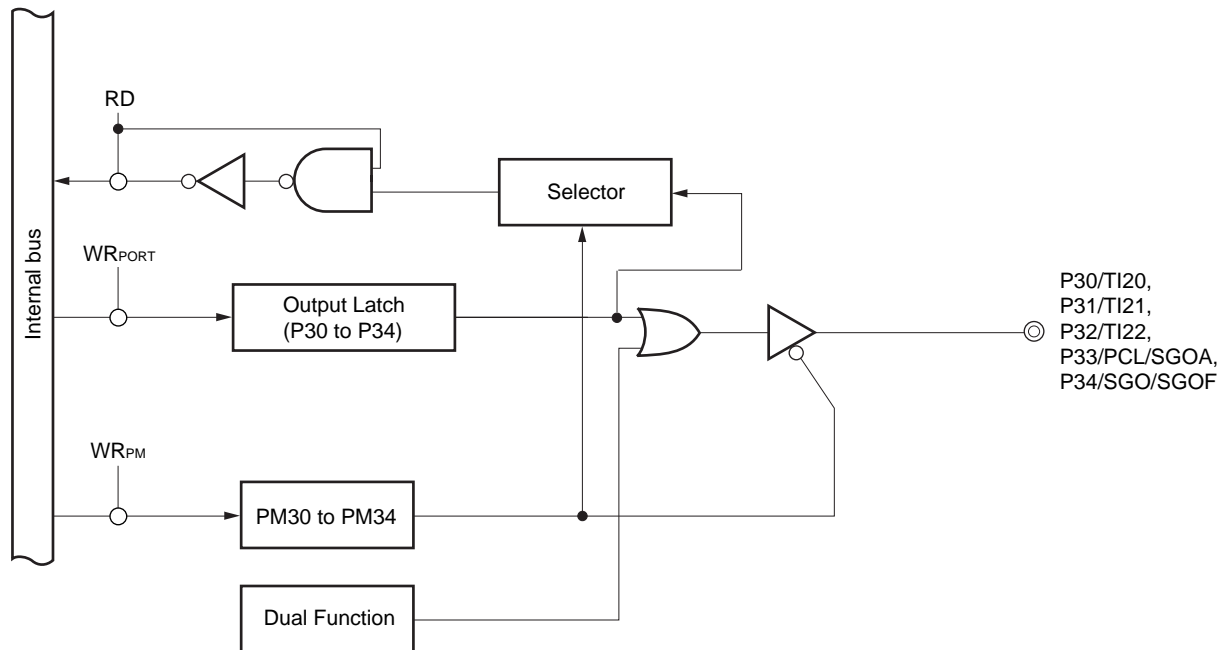 RD
Selector
Internal bus
WRPORT
Output Latch
(P30 to P34)
P30/TI20,
P31/TI21,
P32/TI22,
P33/PCL/SGOA,
P34/SGO/SGOF
WRPM
PM30 to PM34
Dual Function